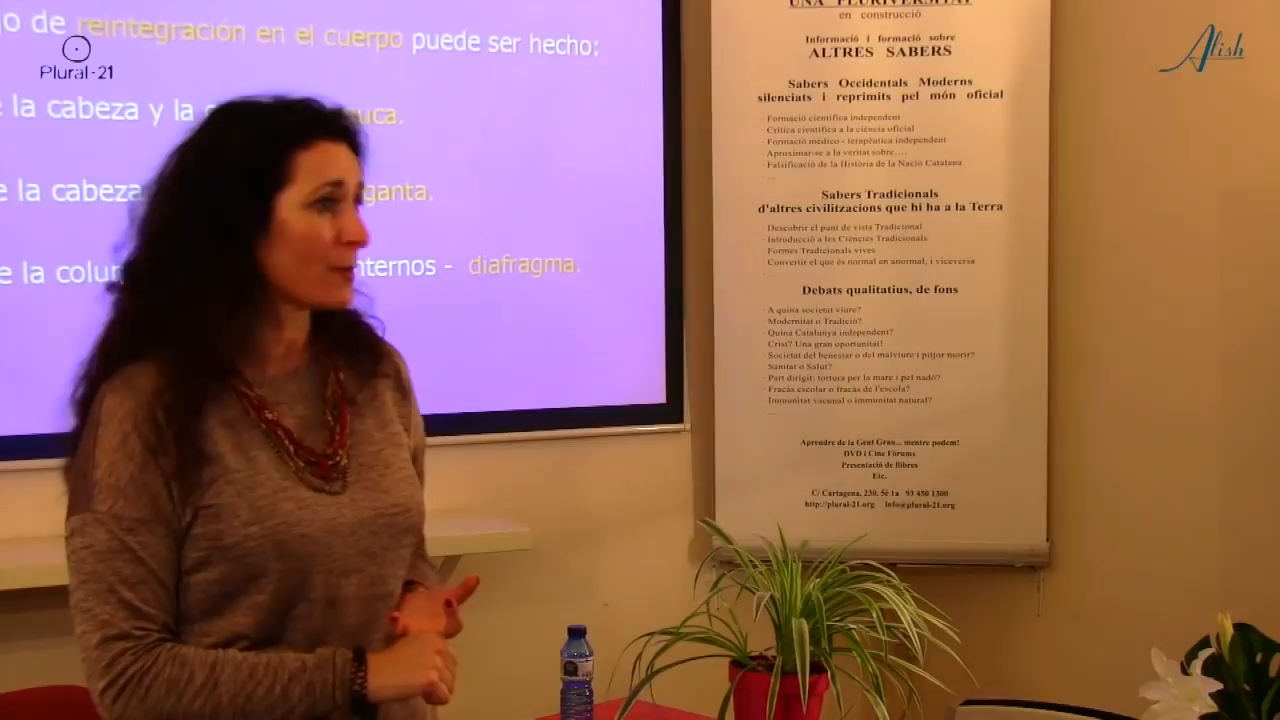 o de reintegración en el cuerpo puede ser hecho:
Plural-21
la cabeza y la
uca.
e la cabeza
ganta.
e la colum
nternos - diafragma.
UNA PLURIVERSITAT
en construcció
Informació i formació sobre
ALTRES SABERS
Sabers Occidentals Moderns
silenciats i reprimits pel món oficial
· Formació científica independent
· Crítica científica a la ciència oficial
· Formació mèdico - terapèutica independent
· Aproximar-se a la veritat sobre....
· Falsificació de la Història de la Nació Catalana
...
Sabers Tradicionals
d'altres civilitzacions que hi ha a la Terra
· Descobrir el punt de vista Tradicional
· Introducció a les Ciències Tradicionals
· Formes Tradicionals vives
· Convertir el que és normal en anormal, i viceversa
...
Debats qualitatius, de fons
· A quina societat viure?
· Modernitat o Tradició?
· Quina Catalunya independent?
· Crisi? Una gran oportunitat!
· Societat del benestar o del malviure i pitjor morir?
· Sanitat o Salut?
· Part dirigit: tortura per la mare i pel nadó?
· Fracàs escolar o fracàs de l'escola?
· Immunitat vacunal o immunitat natural?
...
Aprendre de la Gent Gran... mentre podem!
DVD i Cine Fòrums
Presentació de llibres
Etc.
C/ Cartagena, 230, 5è 1a 93 450 1300
http://plural-21.org info@plural-21.org
Alish